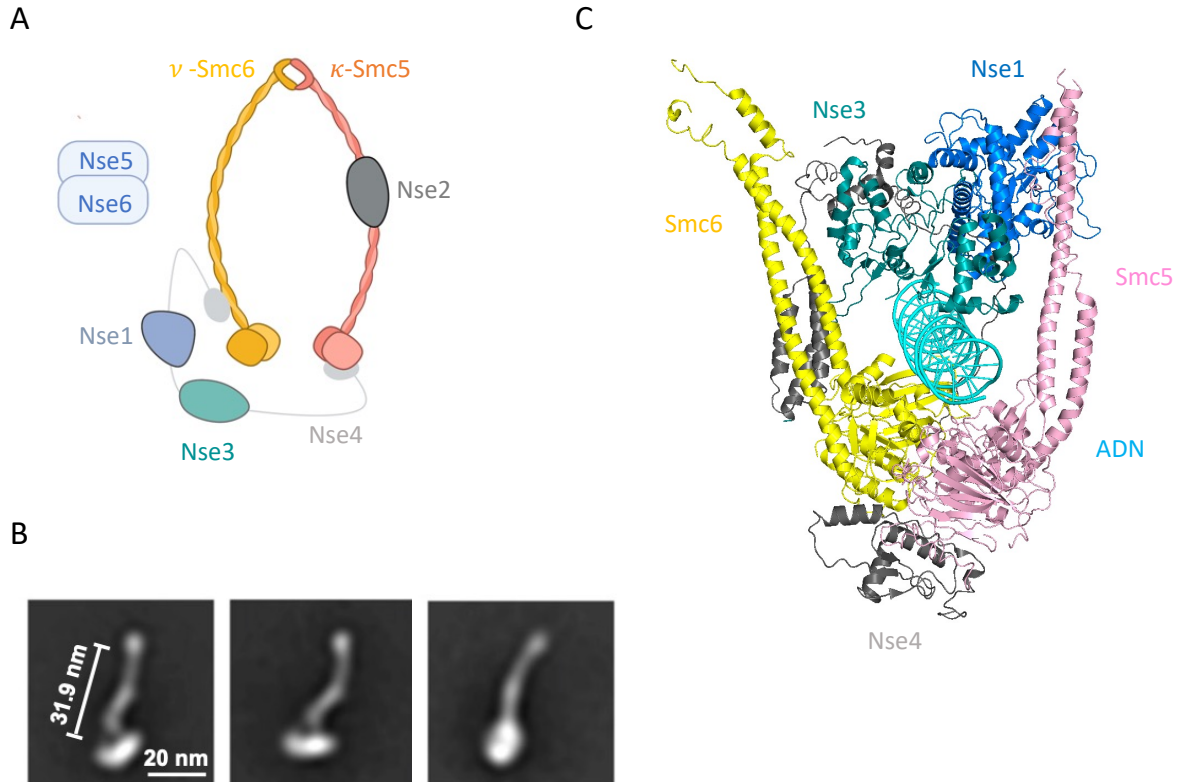 A
ν -Smc6
κ-Smc5
Nse5
Nse6
Nse2
Nse1
Nse3
Nse4
B
31.9 nm
20 nm
C
Nse1
Nse3
Smc6
Smc5
ADN
Nse4